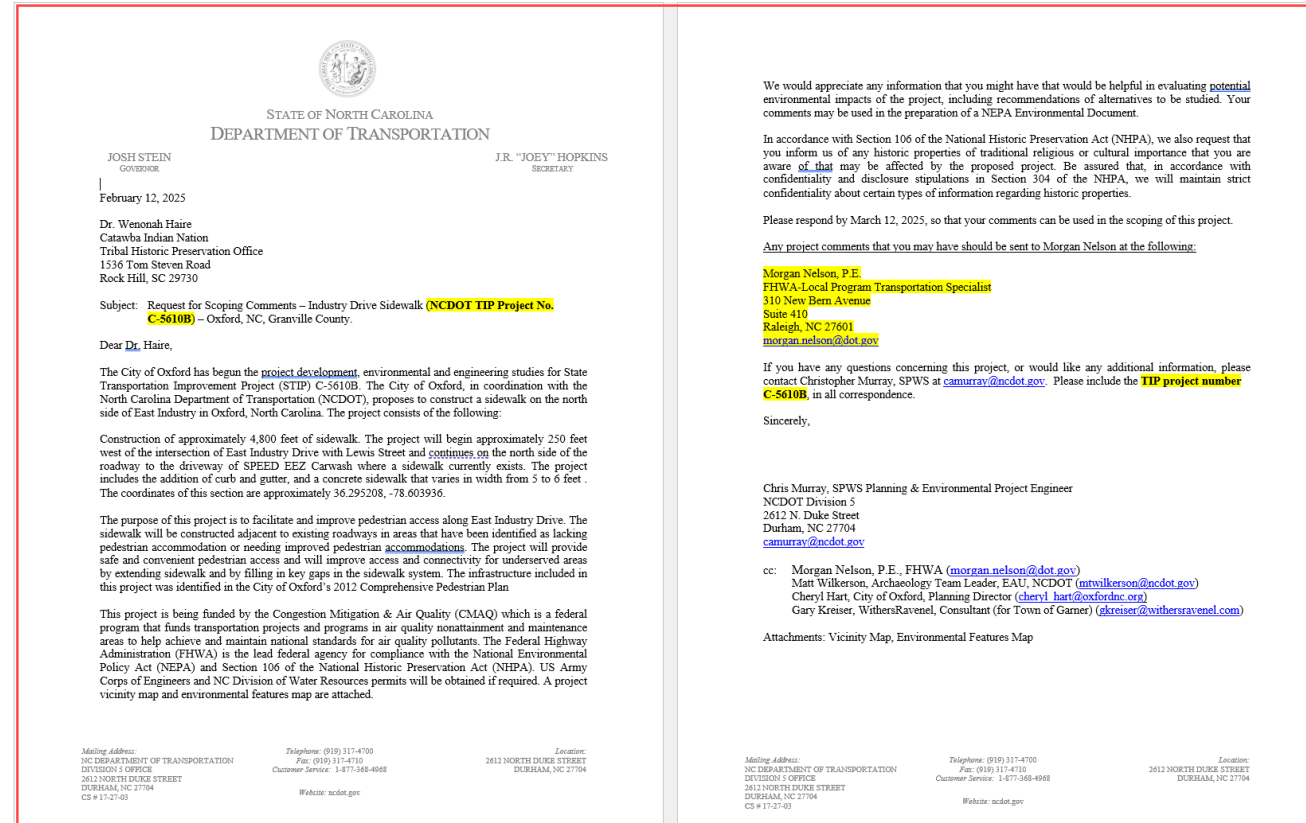 STATE OF NORTH CAROLINA
DEPARTMENT OF TRANSPORTATION
JOSH STEIN
GOVERNOR
J.R. "JOEY" HOPKINS
SECRETARY
February 12, 2025
Dr. Wenonah Haire
Catawba Indian Nation
Tribal Historic Preservation Office
1536 Tom Steven Road
Rock Hill, SC 29730
Subject: Request for Scoping Comments – Industry Drive Sidewalk (NCDOT TIP Project No.
C-5610B) – Oxford, NC, Granville County.
Dear Dr. Haire,
The City of Oxford has begun the project development, environmental and engineering studies for State
Transportation Improvement Project (STIP) C-5610B. The City of Oxford, in coordination with the
North Carolina Department of Transportation (NCDOT), proposes to construct a sidewalk on the north
side of East Industry in Oxford, North Carolina. The project consists of the following:
Construction of approximately 4,800 feet of sidewalk. The project will begin approximately 250 feet
west of the intersection of East Industry Drive with Lewis Street and continues on the north side of the
roadway to the driveway of SPEED EEZ Carwash where a sidewalk currently exists. The project
includes the addition of curb and gutter, and a concrete sidewalk that varies in width from 5 to 6 feet .
The coordinates of this section are approximately 36.295208, -78.603936.
The purpose of this project is to facilitate and improve pedestrian access along East Industry Drive. The
sidewalk will be constructed adjacent to existing roadways in areas that have been identified as lacking
pedestrian accommodation or needing improved pedestrian accommodations. The project will provide
safe and convenient pedestrian access and will improve access and connectivity for underserved areas
by extending sidewalk and by filling in key gaps in the sidewalk system. The infrastructure included in
this project was identified in the City of Oxford's 2012 Comprehensive Pedestrian Plan
This project is being funded by the Congestion Mitigation & Air Quality (CMAQ) which is a federal
program that funds transportation projects and programs in air quality nonattainment and maintenance
areas to help achieve and maintain national standards for air quality pollutants. The Federal Highway
Administration (FHWA) is the lead federal agency for compliance with the National Environmental
Policy Act (NEPA) and Section 106 of the National Historic Preservation Act (NHPA). US Army
Corps of Engineers and NC Division of Water Resources permits will be obtained if required. A project
vicinity map and environmental features map are attached.
Mailing Address:
NC DEPARTMENT OF TRANSPORTATION
DIVISION 5 OFFICE
2612 NORTH DUKE STREET
DURHAM, NC 27704
CS # 17-27-03
Telephone: (919) 317-4700
Fax: (919) 317-4710
Customer Service: 1-877-368-4968
Website: ncdot.gov
Location:
2612 NORTH DUKE STREET
DURHAM, NC 27704
We would appreciate any information that you might have that would be helpful in evaluating potential
environmental impacts of the project, including recommendations of alternatives to be studied. Your
comments may be used in the preparation of a NEPA Environmental Document.
In accordance with Section 106 of the National Historic Preservation Act (NHPA), we also request that
you inform us of any historic properties of traditional religious or cultural importance that you are
aware of that may be affected by the proposed project. Be assured that, in accordance with
confidentiality and disclosure stipulations in Section 304 of the NHPA, we will maintain strict
confidentiality about certain types of information regarding historic properties.
Please respond by March 12, 2025, so that your comments can be used in the scoping of this project.
Any project comments that you may have should be sent to Morgan Nelson at the following:
Morgan Nelson, P.E.
FHWA-Local Program Transportation Specialist
310 New Bern Avenue
Suite 410
Raleigh, NC 27601
morgan.nelson@dot.gov
If you have any questions concerning this project, or would like any additional information, please
contact Christopher Murray, SPWS at camurray@ncdot.gov. Please include the TIP project number
C-5610B, in all correspondence.
Sincerely,
Chris Murray, SPWS Planning & Environmental Project Engineer
NCDOT Division 5
2612 N. Duke Street
Durham, NC 27704
camurray@ncdot.gov
cc: Morgan Nelson, P.E., FHWA (morgan.nelson@dot.gov)
Matt Wilkerson, Archaeology Team Leader, EAU, NCDOT (mtwilkerson@ncdot.gov)
Cheryl Hart, City of Oxford, Planning Director (cheryl_hart@oxfordnc.org)
Gary Kreiser, WithersRavenel, Consultant (for Town of Garner) (gkreiser@withersravenel.com)
Attachments: Vicinity Map, Environmental Features Map
Mailing Address:
NC DEPARTMENT OF TRANSPORTATION
DIVISION 5 OFFICE
2612 NORTH DUKE STREET
DURHAM, NC 27704
CS # 17-27-03
Telephone: (919) 317-4700
Fax: (919) 317-4710
Customer Service: 1-877-368-4968
Website: ncdot.gov
Location:
2612 NORTH DUKE STREET
DURHAM, NC 27704